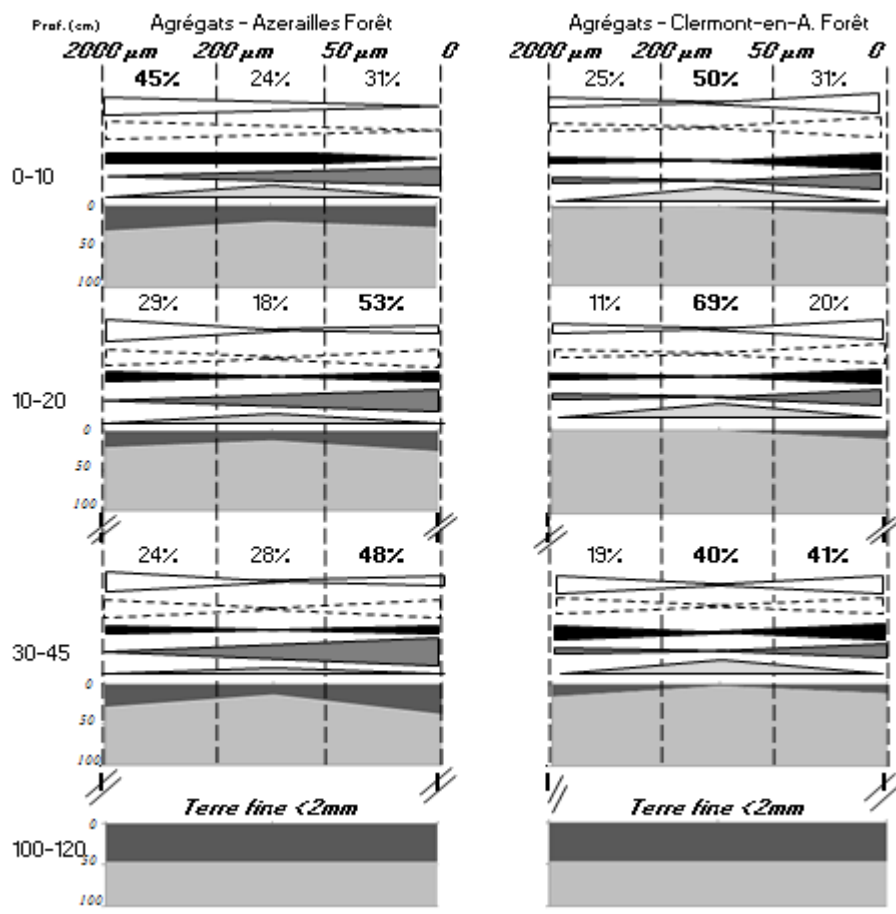 Prof.(cm) Agrégats - Azerailles Forêt Agrégats - Clermont-en-A. Forêt
2000 µm 200 µm 50 µm 0 2000 µm 200 µm 50 µm 0
45% 24% 31% 25% 50% 31%
0-10
0
50
100
29% 18% 53% 11% 69% 20%
10-20
0
50
100
24% 28% 48% 19% 40% 41%
30-45
0
50
100
Terre fine <2mm Terre fine <2mm
100-120
0
50
100